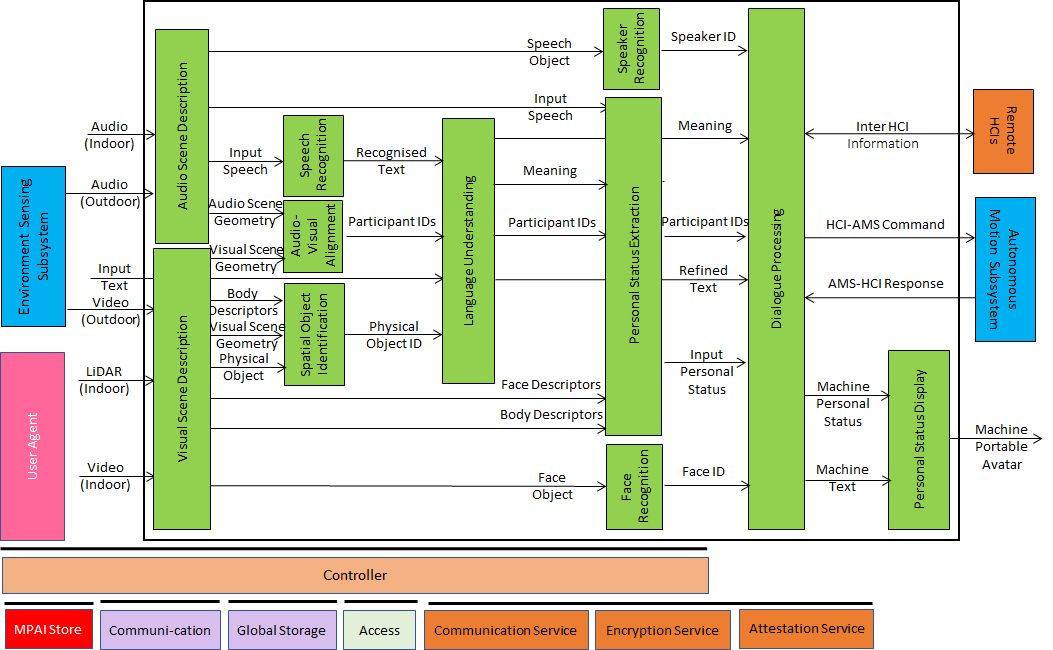 Environment Sensing
Subsystem
User Agent
Audio
(Indoor)
Audio
(Outdoor)
Input
Text
Video
(Outdoor)
LiDAR
(Indoor)
Video
(Indoor)
Audio Scene Description
Visual Scene Description
Input
Speech
Audio Scene
Geometry
Visual Scene
Geometry
Body
Descriptors
Visual Scene
Geometry
Physical
Object
Speech
Recognition
Audio-
Visual
Alignment
Spatial Object
Identification
Recognised
Text
Participant IDs
Physical
Object ID
Language Understanding
Speech
Object
Input
Speech
Meaning
Participant IDs
Face Descriptors
Body Descriptors
Face
Object
Speaker
Recognition
Personal Status Extraction
Face
Recognition
Speaker ID
Meaning
Participant IDs
Refined
Text
Input
Personal
Status
Face ID
Dialogue Processing
Inter HCI
Information
HCI-AMS Command
AMS-HCI Response
Machine
Personal
Status
Machine
Text
Personal Status Display
Remote
HCIs
Autonomous
Motion Subsystem
Machine
Portable
Avatar
Controller
MPAI Store
Communi-cation
Global Storage
Access
Communication Service
Encryption Service
Attestation Service